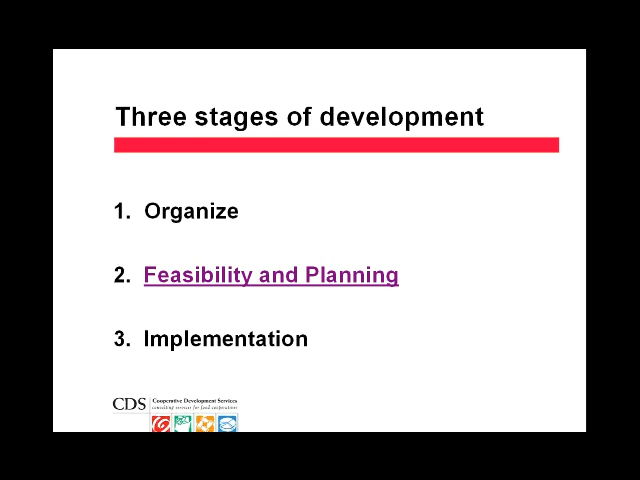 Three stages of development
1. Organize
2. Feasibility and Planning
3. Implementation
CDS Cooperative Development Services
consulting services for food cooperatives